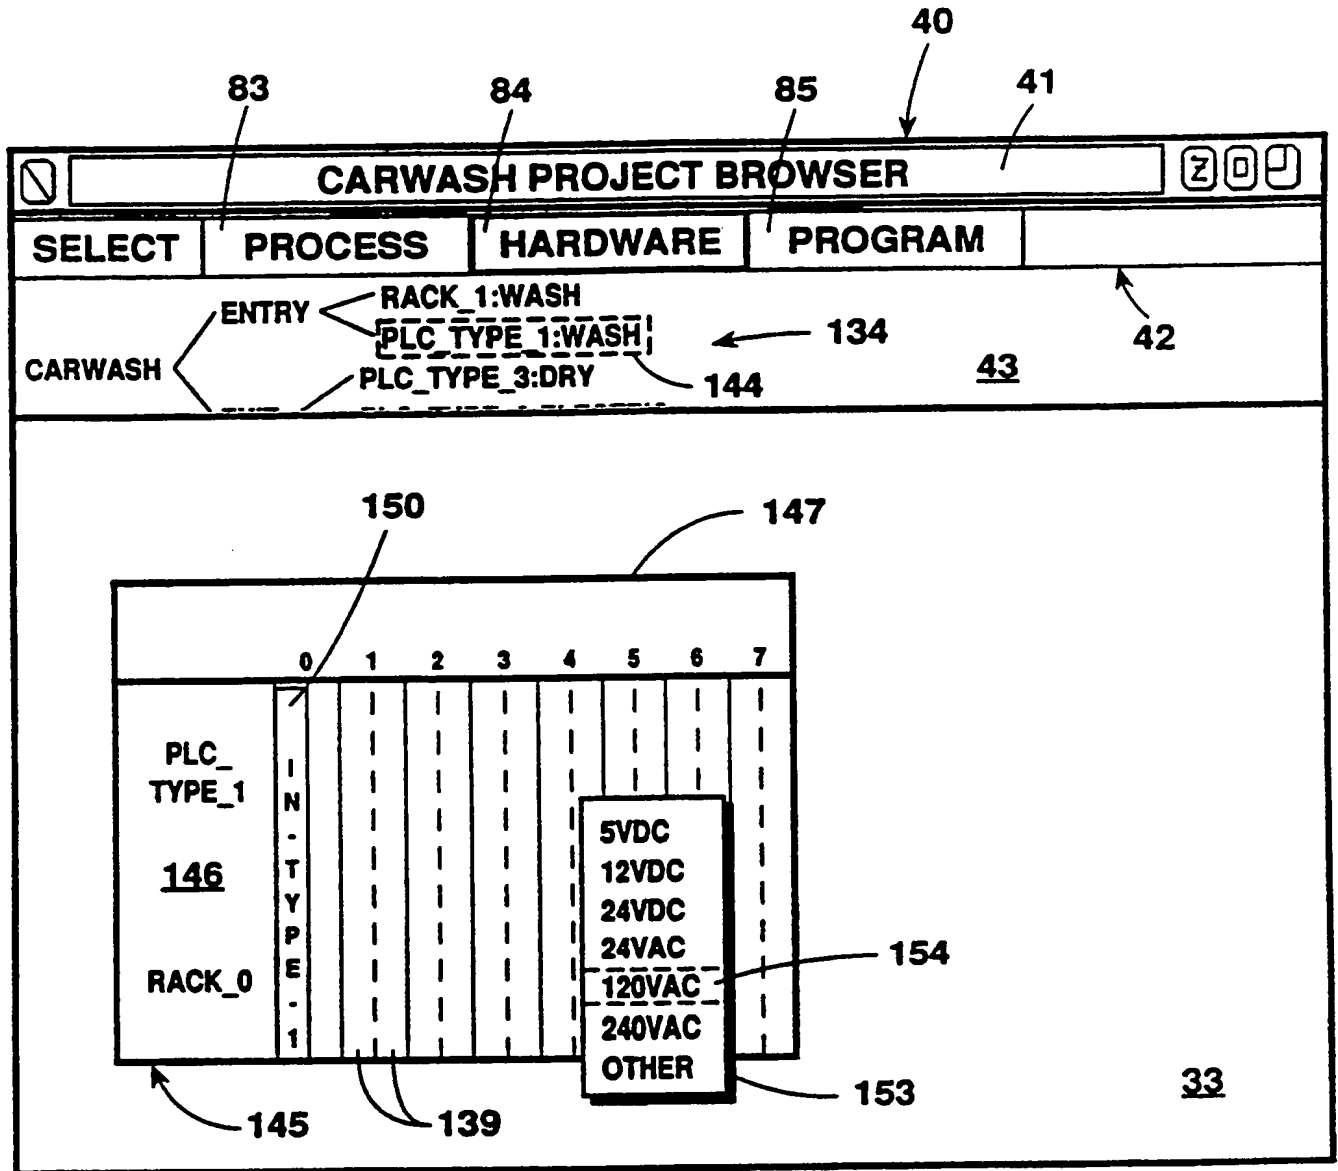 40
83 84 85 41
CARWASH PROJECT BROWSER Z
SELECT PROCESS HARDWARE PROGRAM
42
ENTRY RACK_1:WASH
PLC_TYPE_1:WASH 134
CARWASH PLC_TYPE_3:DRY 144 43
150 147
0 1 2 3 4 5 6 7
PLC_
TYPE_1
146
RACK_0
IN-TYPE-1
5VDC
12VDC
24VDC
24VAC
120VAC 154
240VAC
OTHER 153
145 139 33